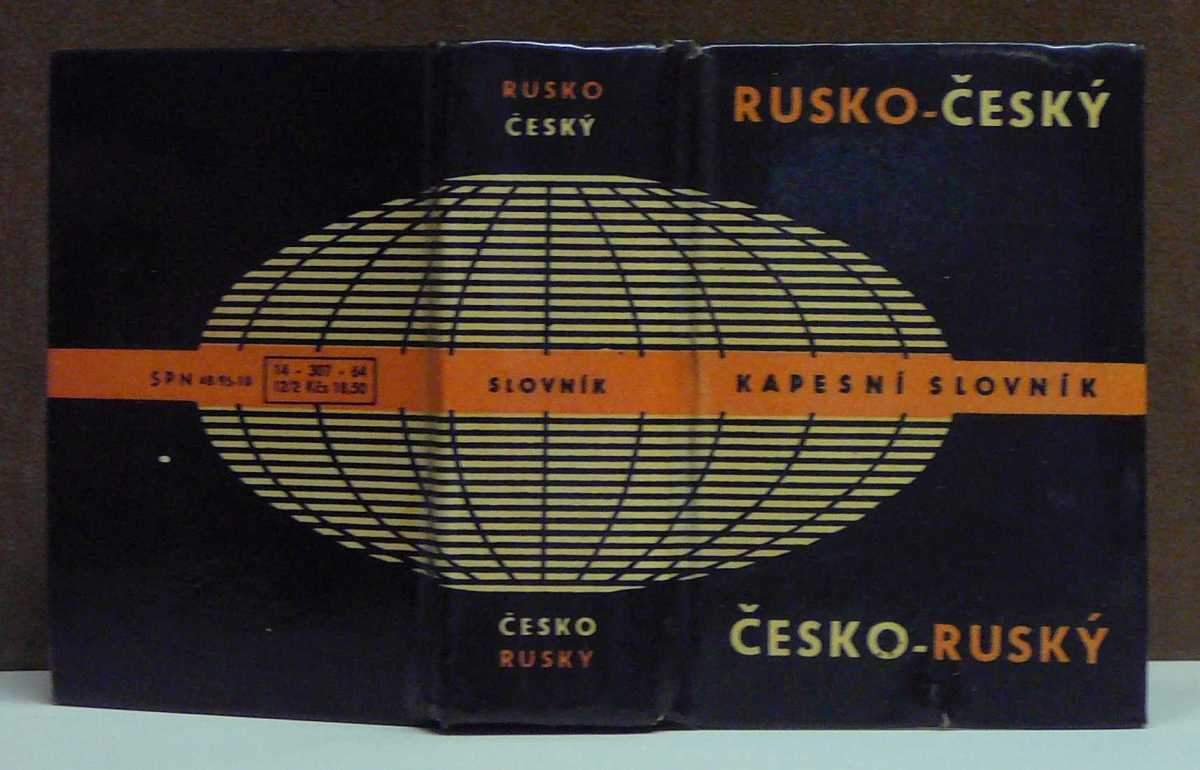 RUSKO-ČESKÝ
KAPESNÍ SLOVNÍK
ČESKO-RUSKÝ
RUSKO
ČESKÝ
SLOVNÍK
ČESKO
RUSKÝ
SPN
14 - 307 - 64
12/2 Kčs 18,50